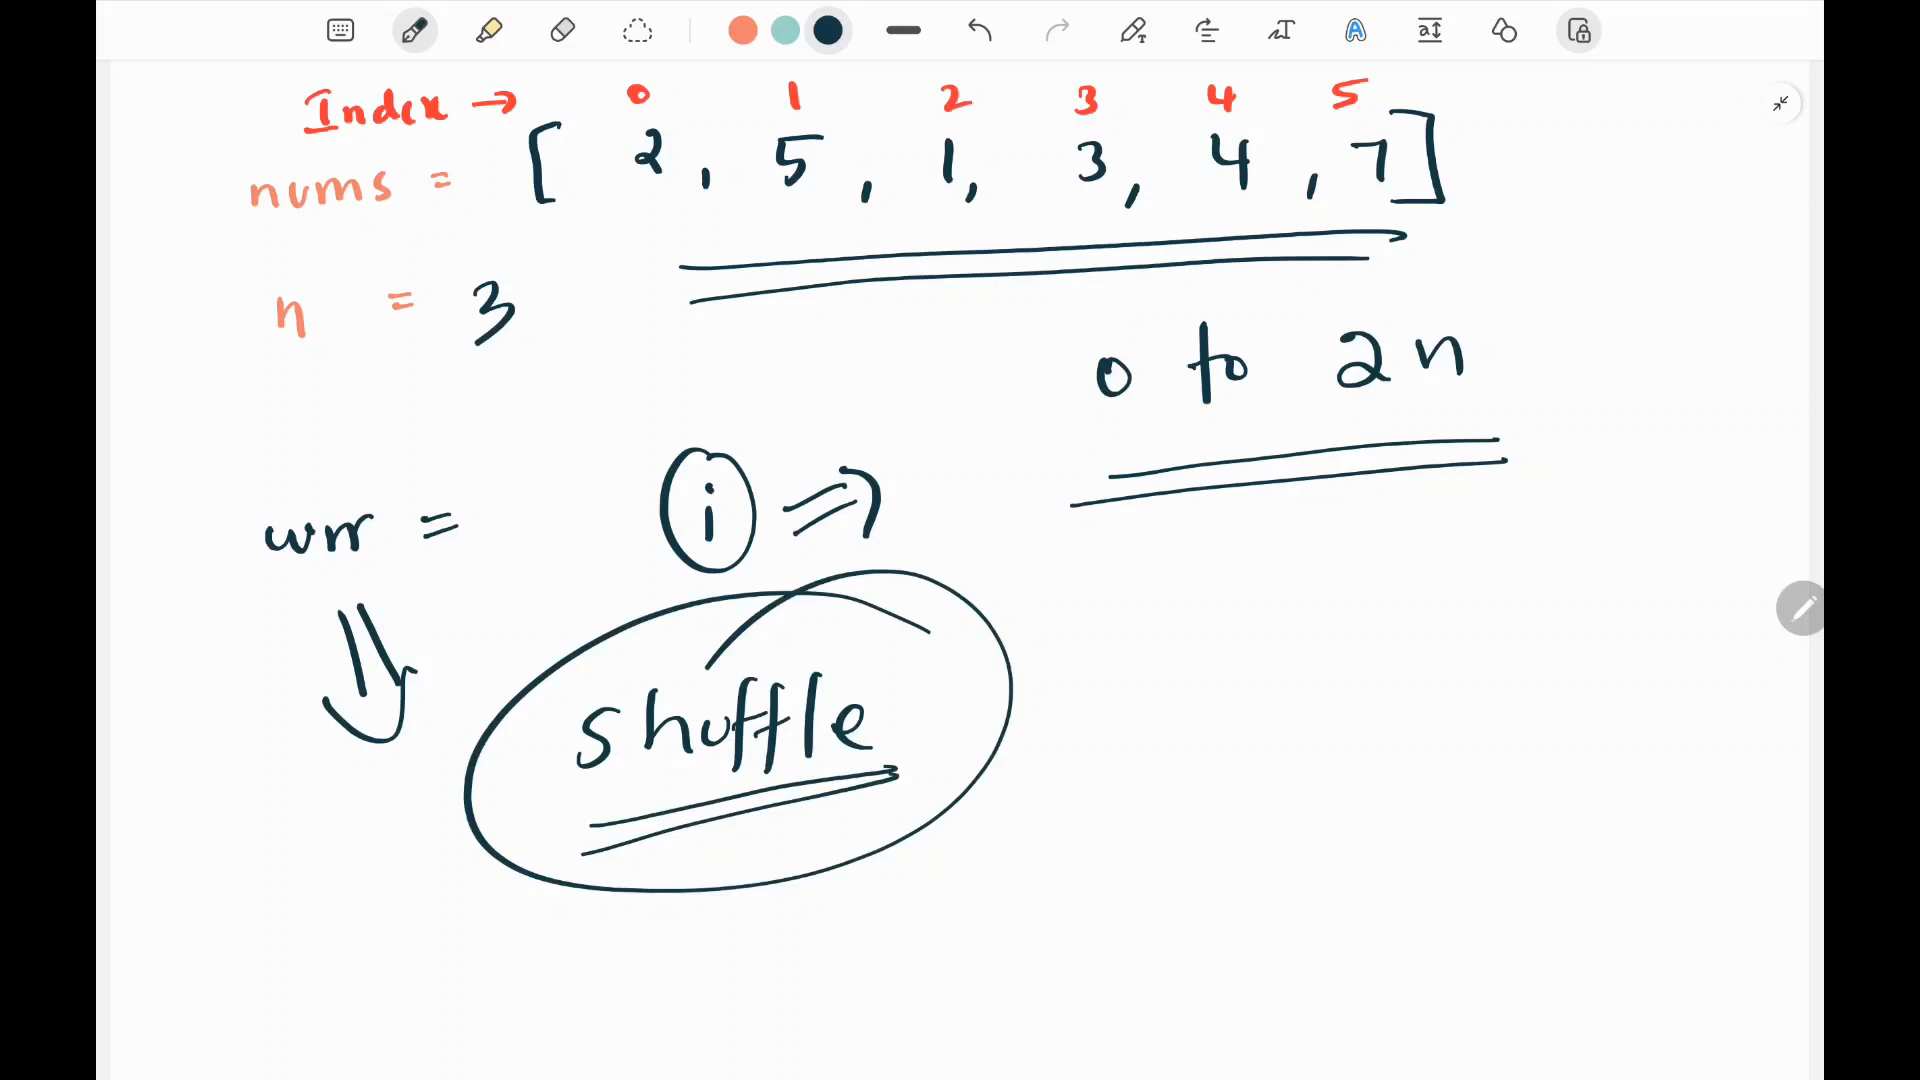 Index → 0 1 2 3 4 5
nums = [ 2 , 5 , 1 , 3 , 4 , 7 ]
n = 3
0 to 2n
i ⇒
shuffle